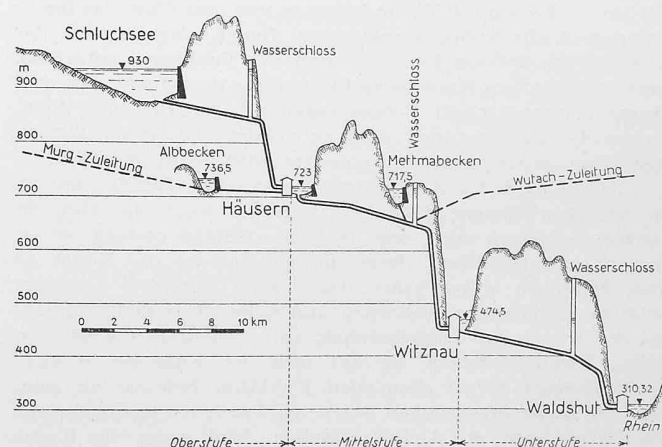 Schluchsee
930
m
900
800
700
600
500
400
300
Wasserschloss
Wasserschloss
Murg-Zuleitung
Albbecken
736,5
723
Mettmabecken
717,5
Wutach-Zuleitung
Häusern
Wasserschloss
0 2 4 6 8 10 km
474,5
Witznau
310,32
Waldshut
Rhein
Oberstufe
Mittelstufe
Unterstufe